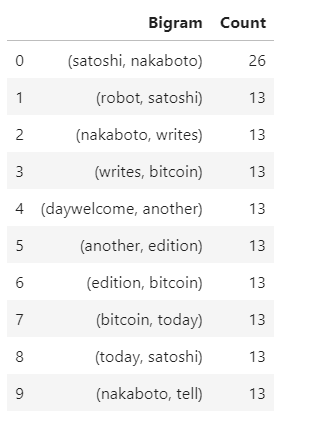 Bigram Count
0 (satoshi, nakaboto) 26
1 (robot, satoshi) 13
2 (nakaboto, writes) 13
3 (writes, bitcoin) 13
4 (daywelcome, another) 13
5 (another, edition) 13
6 (edition, bitcoin) 13
7 (bitcoin, today) 13
8 (today, satoshi) 13
9 (nakaboto, tell) 13